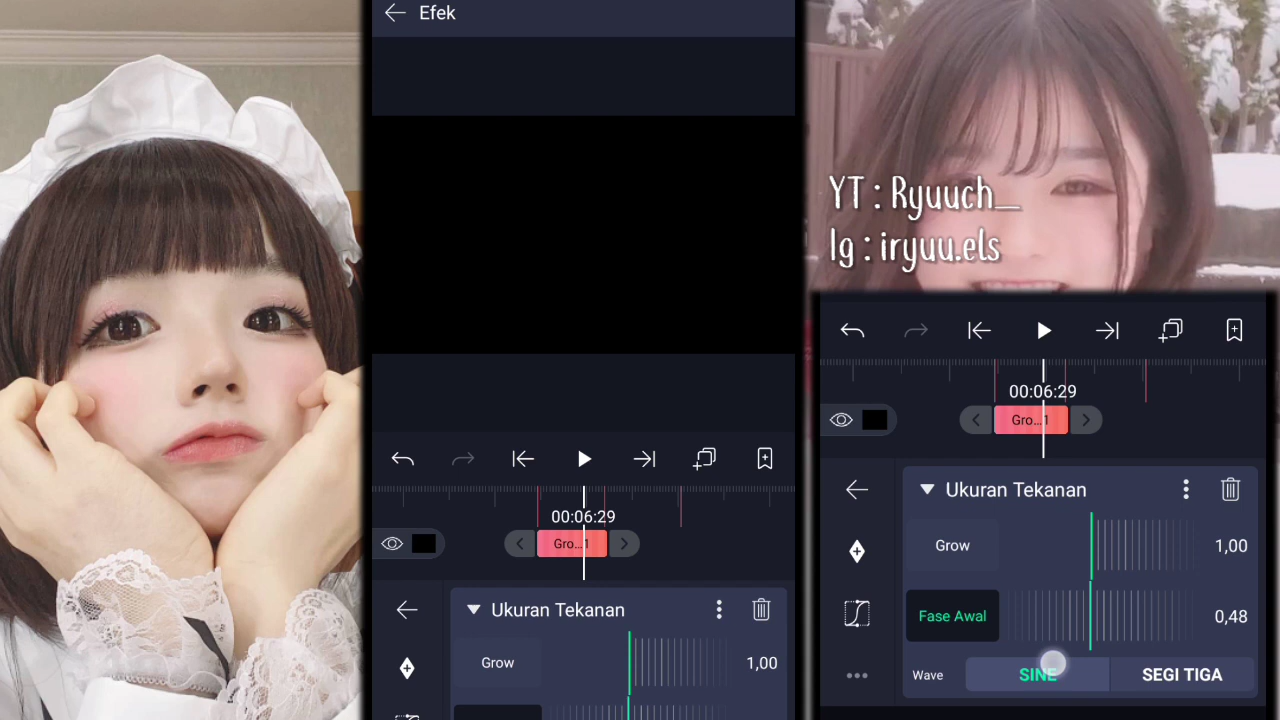 Efek
00:06:29
Gro...1
Ukuran Tekanan
Grow
1,00
YT : Ryuuch_
Ig : iryuu.els
00:06:29
Gro...1
Ukuran Tekanan
Grow
1,00
Fase Awal
0,48
Wave
SINE
SEGI TIGA